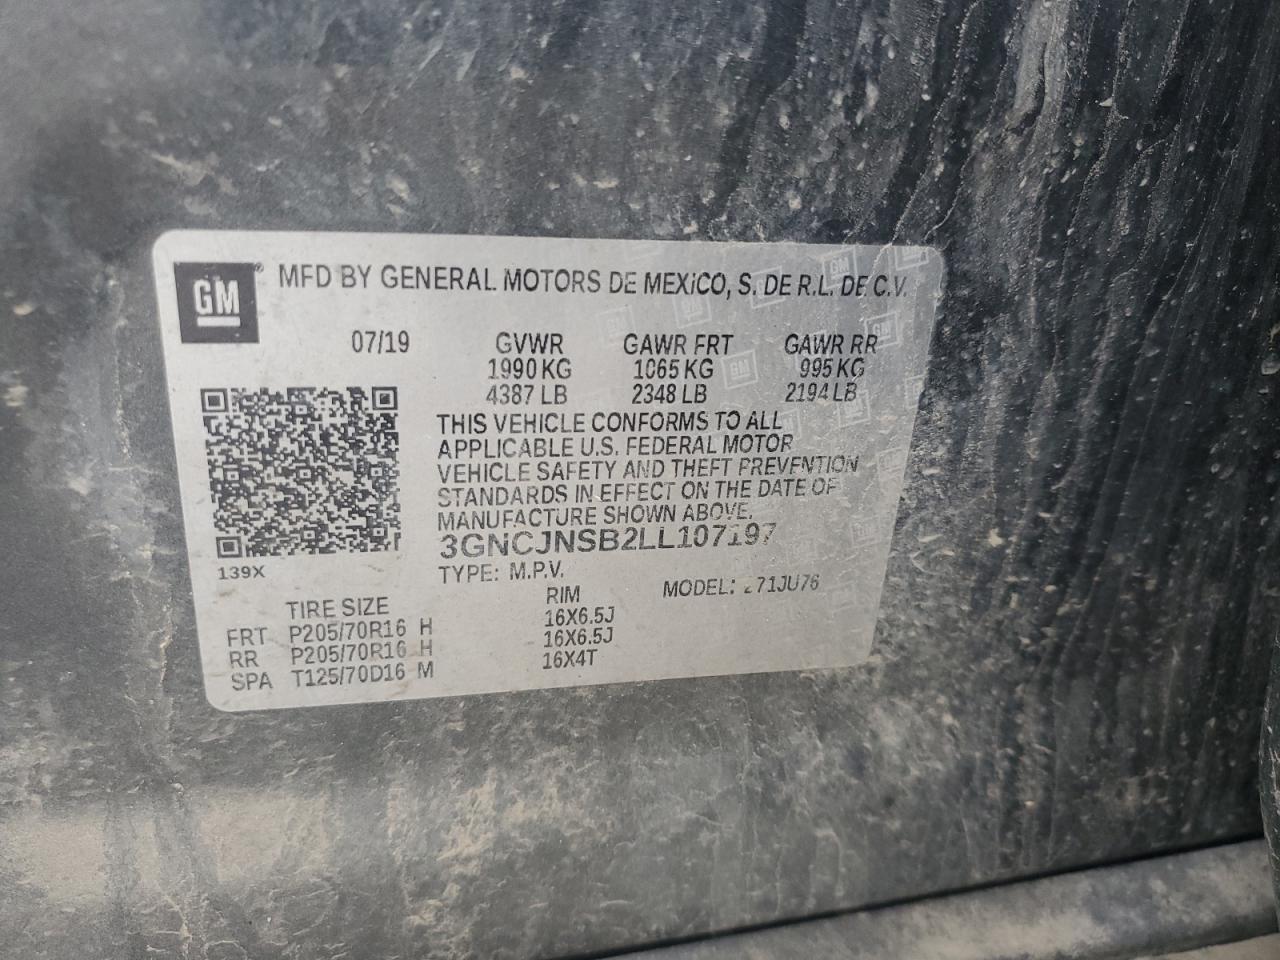 GM
MFD BY GENERAL MOTORS DE MEXICO, S. DE R.L. DE C.V.
07/19 GVWR GAWR FRT GAWR RR
1990 KG 1065 KG 995 KG
4387 LB 2348 LB 2194 LB
THIS VEHICLE CONFORMS TO ALL
APPLICABLE U.S. FEDERAL MOTOR
VEHICLE SAFETY AND THEFT PREVENTION
STANDARDS IN EFFECT ON THE DATE OF
MANUFACTURE SHOWN ABOVE.
3GNCJNSB2LL107197
139X
TYPE: M.P.V. MODEL: 71JU76
TIRE SIZE RIM
FRT P205/70R16 H 16X6.5J
RR P205/70R16 H 16X6.5J
SPA T125/70D16 M 16X4T